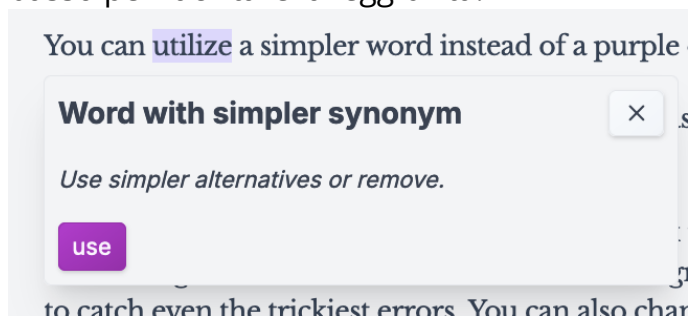 You can utilize a simpler word instead of a purple
Word with simpler synonym
Use simpler alternatives or remove.
use
to catch even the trickiest errors. You can also